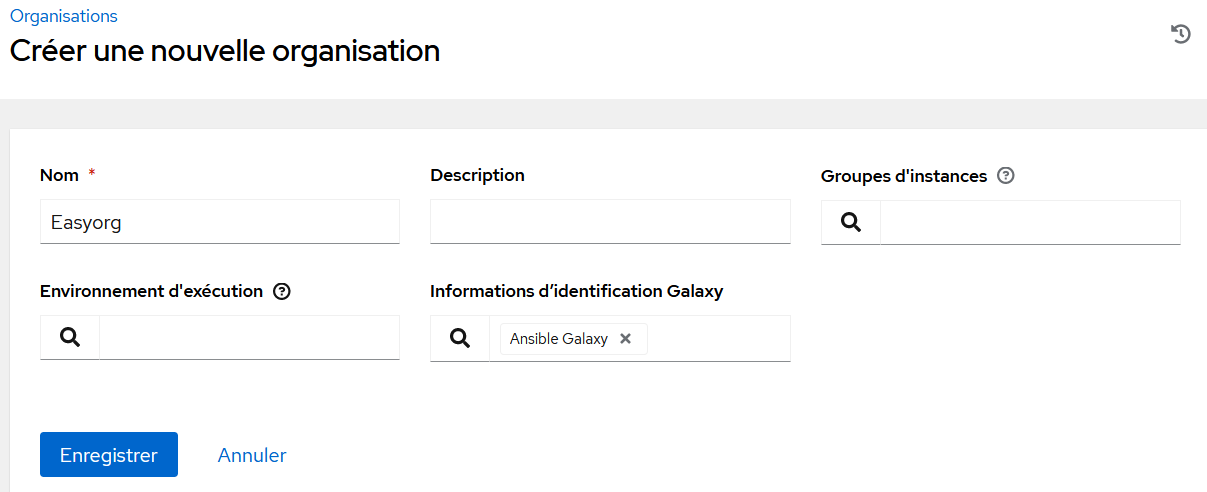 Organisations
Créer une nouvelle organisation
Nom *
Description
Groupes d'instances
Easyorg
Environnement d'exécution
Informations d’identification Galaxy
Ansible Galaxy
Enregistrer
Annuler